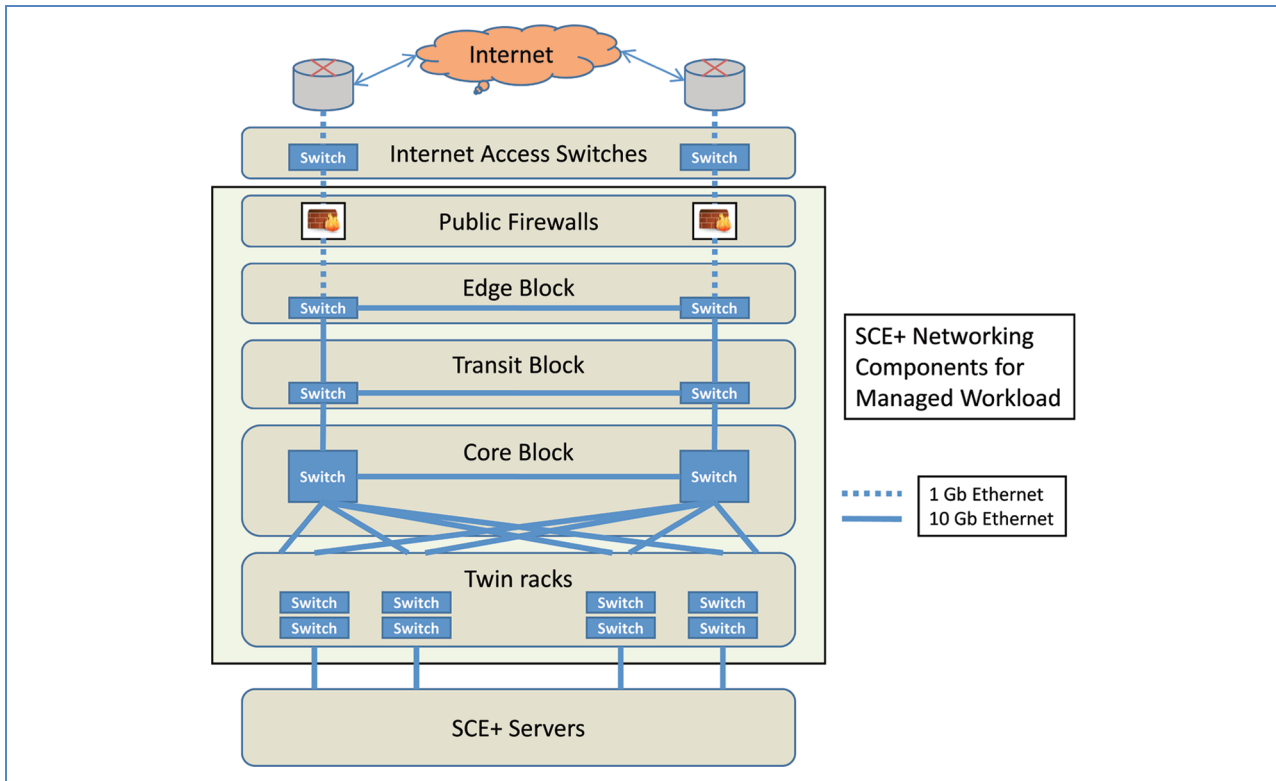 Internet
Switch Internet Access Switches Switch
Public Firewalls
Edge Block
Switch Switch
Transit Block
Switch Switch
Core Block
Switch Switch
Twin racks
Switch Switch Switch Switch
Switch Switch Switch Switch
SCE+ Servers
SCE+ Networking
Components for
Managed Workload
1 Gb Ethernet
10 Gb Ethernet